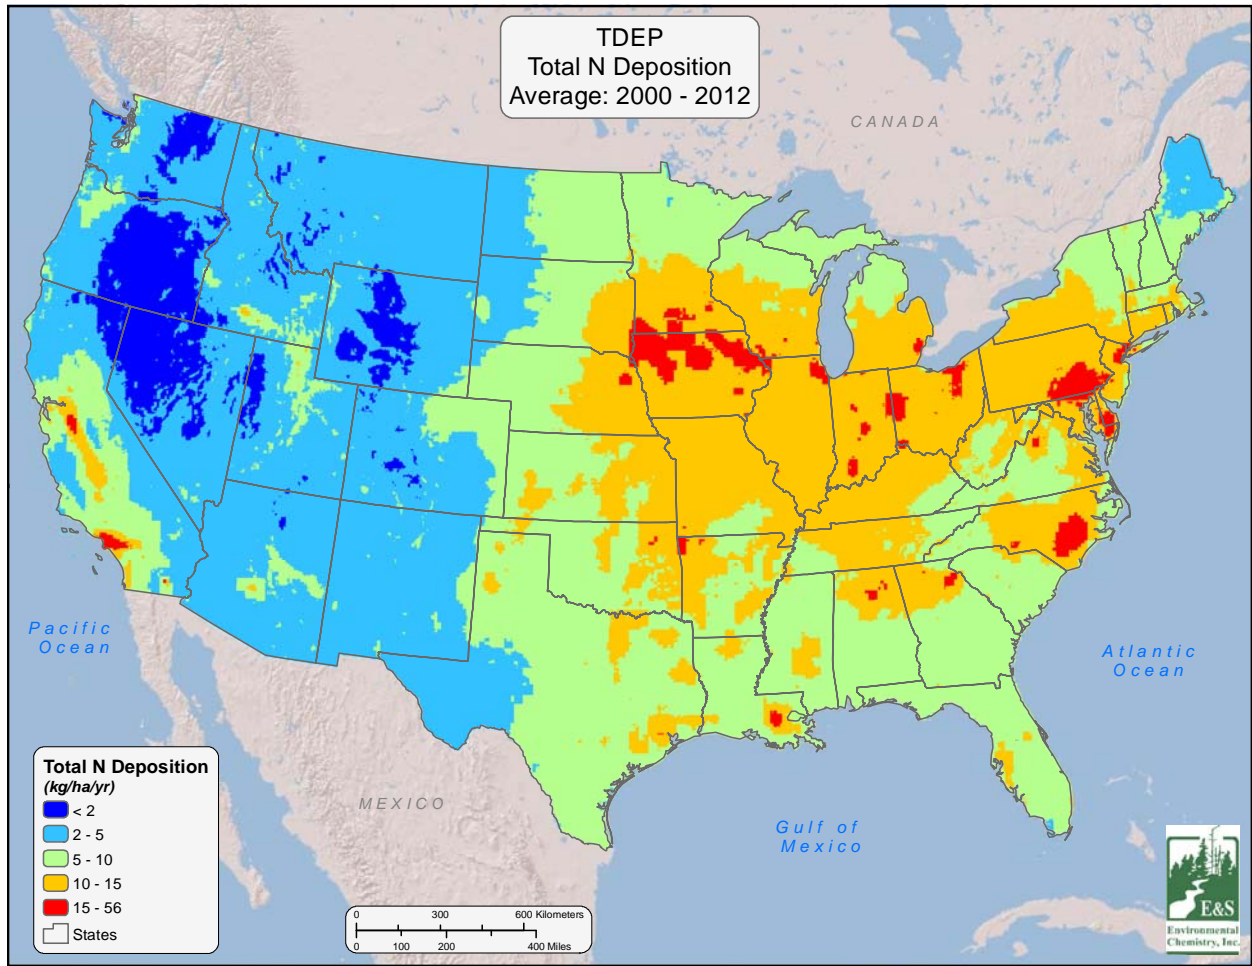 TDEP
Total N Deposition
Average: 2000 - 2012
CANADA
Pacific
Ocean
Atlantic
Ocean
MEXICO
Gulf of
Mexico
Total N Deposition
(kg/ha/yr)
< 2
2 - 5
5 - 10
10 - 15
15 - 56
States
0 300 600 Kilometers
0 100 200 400 Miles
E&S
Environmental
Chemistry, Inc.